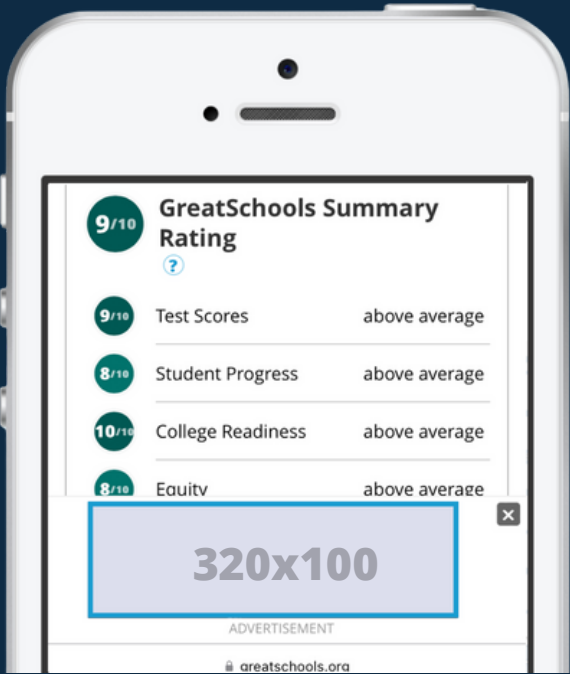 9/10 GreatSchools Summary
Rating
?
9/10 Test Scores above average
8/10 Student Progress above average
10/10 College Readiness above average
8/10 Equity above average
320x100
ADVERTISEMENT
greatschools.org